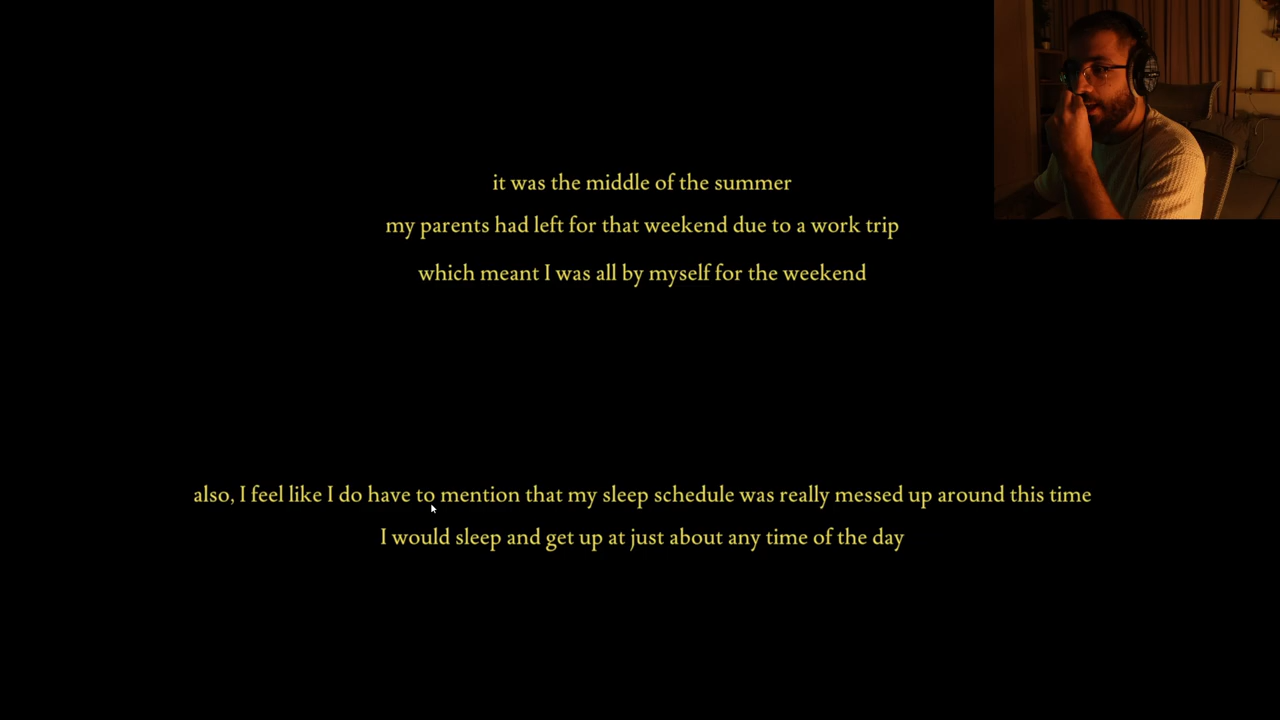 it was the middle of the summer
my parents had left for that weekend due to a work trip
which meant I was all by myself for the weekend
also, I feel like I do have to mention that my sleep schedule was really messed up around this time
I would sleep and get up at just about any time of the day